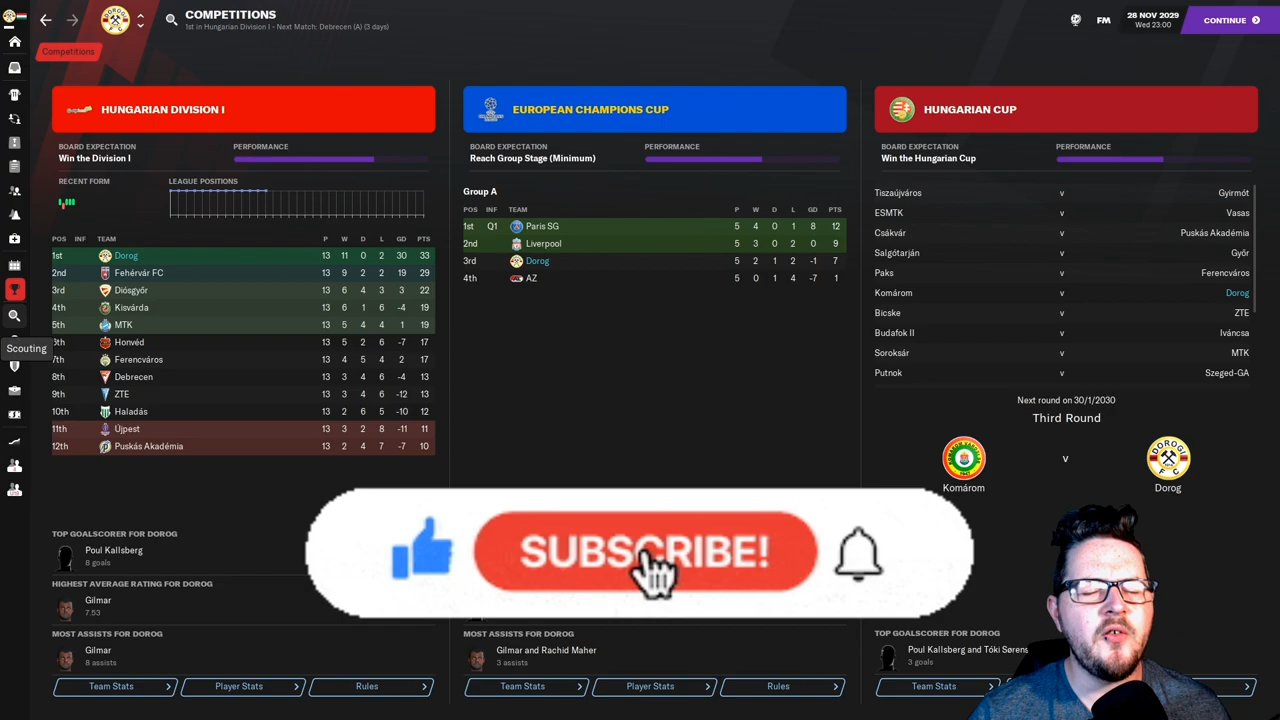 COMPETITIONS
1st in Hungarian Division I - Next Match: Debrecen (A) (3 days)
FM
28 NOV 2029
Wed 23:00
CONTINUE
Competitions
Scouting
HUNGARIAN DIVISION I
BOARD EXPECTATION PERFORMANCE
Win the Division I
RECENT FORM LEAGUE POSITIONS
POS INF TEAM P W D L GD PTS
1st Dorog 13 11 0 2 30 33
2nd Fehérvár FC 13 9 2 2 19 29
3rd Diósgyőr 13 6 4 3 3 22
4th Kisvárda 13 6 1 6 -4 19
5th MTK 13 5 4 4 1 19
6th Honvéd 13 5 2 6 -7 17
7th Ferencváros 13 4 5 4 2 17
8th Debrecen 13 3 4 6 -4 13
9th ZTE 13 3 4 6 -12 13
10th Haladás 13 2 6 5 -10 12
11th Újpest 13 3 2 8 -11 11
12th Puskás Akadémia 13 2 4 7 -7 10
TOP GOALSCORER FOR DOROG
Poul Kallsberg
8 goals
HIGHEST AVERAGE RATING FOR DOROG
Gilmar
7.53
MOST ASSISTS FOR DOROG
Gilmar
8 assists
Team Stats Player Stats Rules
EUROPEAN CHAMPIONS CUP
BOARD EXPECTATION PERFORMANCE
Reach Group Stage (Minimum)
Group A
POS INF TEAM P W D L GD PTS
1st Q1 Paris SG 5 4 0 1 8 12
2nd Liverpool 5 3 0 2 0 9
3rd Dorog 5 2 1 2 -1 7
4th AZ 5 0 1 4 -7 1
SUBSCRIBE!
MOST ASSISTS FOR DOROG
Gilmar and Rachid Maher
3 assists
Team Stats Player Stats Rules
HUNGARIAN CUP
BOARD EXPECTATION PERFORMANCE
Win the Hungarian Cup
Tiszaújváros v Gyirmót
ESMTK v Vasas
Csákvár v Puskás Akadémia
Salgótarján v Győr
Paks v Ferencváros
Komárom v Dorog
Bicske v ZTE
Budafok II v Iváncsa
Soroksár v MTK
Putnok v Szeged-GA
Next round on 30/1/2030
Third Round
v
DOROGI
Komárom Dorog
TOP GOALSCORER FOR DOROG
Poul Kallsberg and Tóki Sørens
3 goals
Team Stats